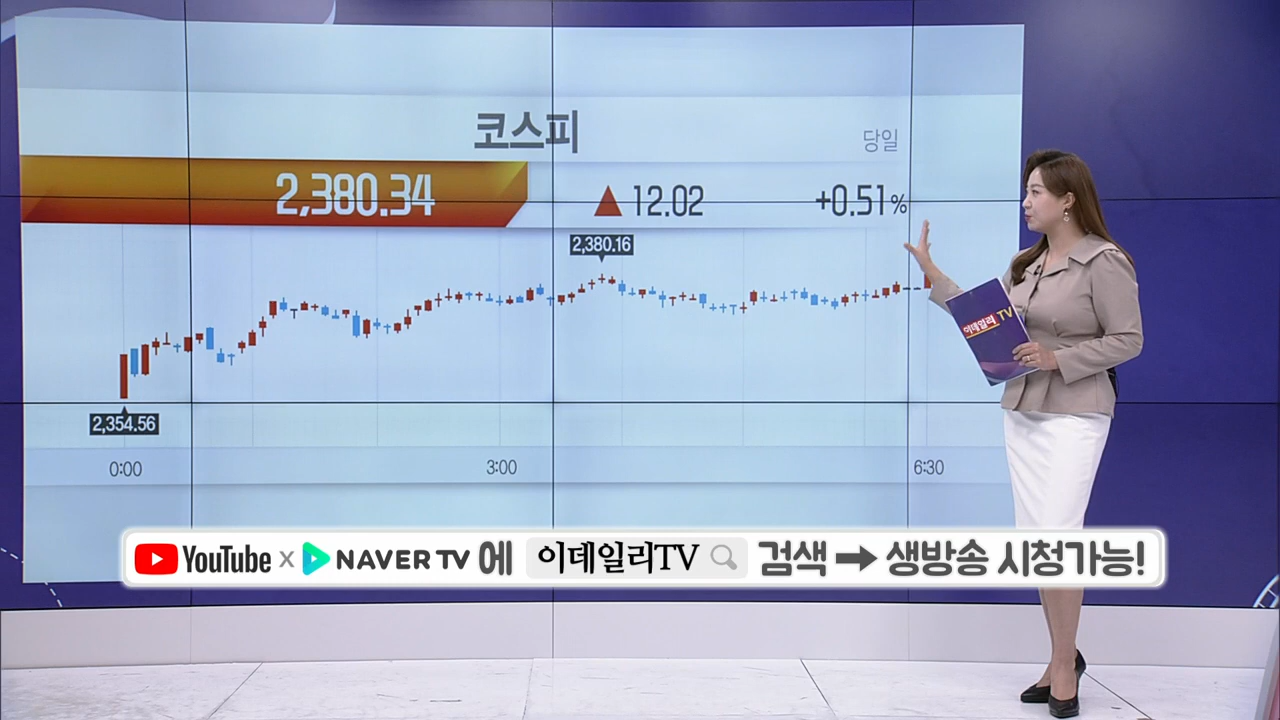 코스피
당일
2,380.34 ▲ 12.02 +0.51%
2,380.16
2,354.56
0:00 3:00 6:30
이데일리 TV
YouTube x NAVER TV 에 이데일리TV 검색 ➡ 생방송 시청가능!